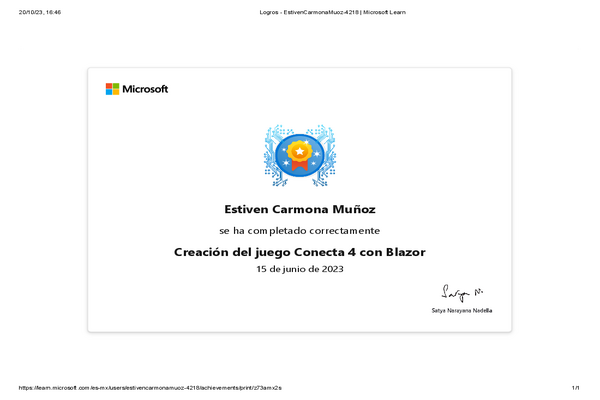 20/10/23, 16:46
Logros - EstivenCarmonaMuoz-4218 | Microsoft Learn
Microsoft
Estiven Carmona Muñoz
se ha completado correctamente
Creación del juego Conecta 4 con Blazor
15 de junio de 2023
Satya N.
Satya Narayana Nadella
https://learn.microsoft.com/es-mx/users/estivencarmonamuoz-4218/achievements/print/z73amx2s
1/1